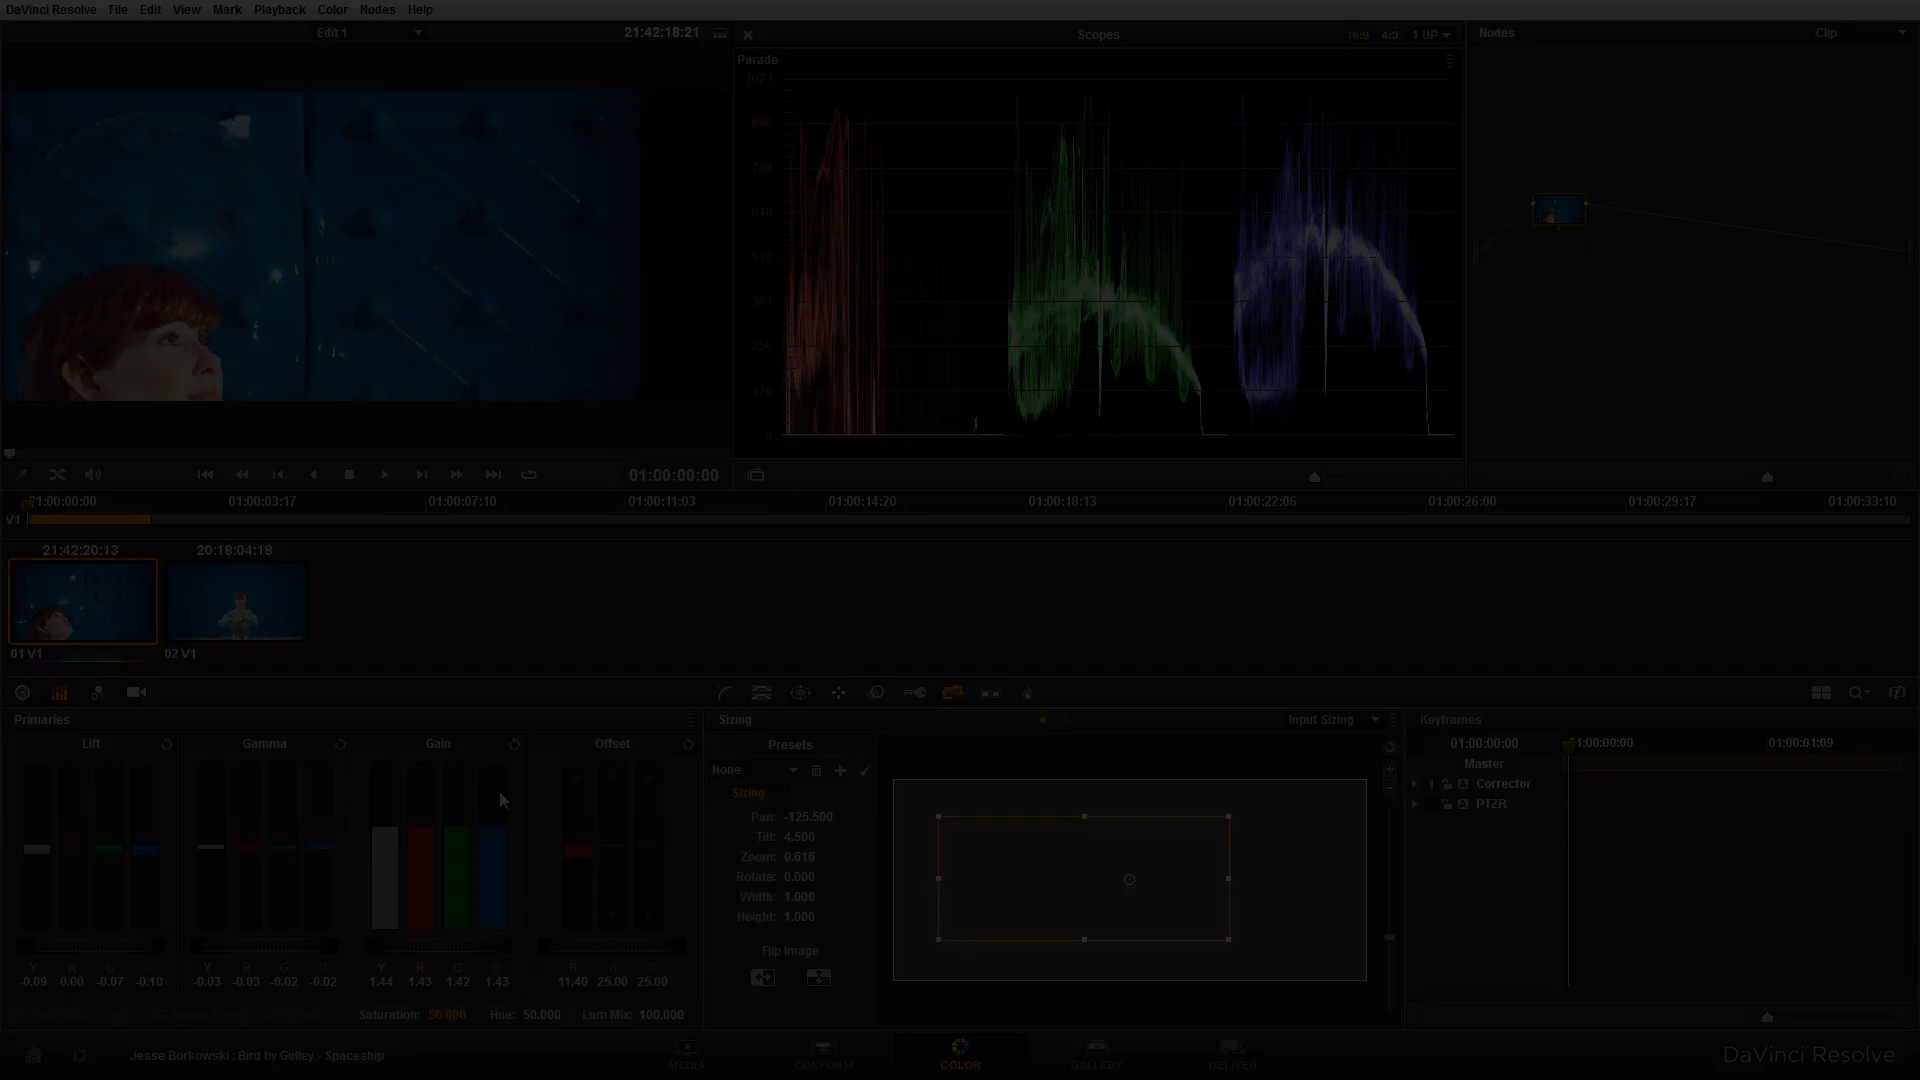 DaVinci Resolve File Edit View Mark Playback Color Nodes Help
Edit 1 21:42:18:21 Scopes 16:9 4:3 1 UP Nodes Clip
Parade
1023
896
768
640
512
384
256
128
0
01:00:00:00
01:00:00:00 01:00:03:17 01:00:07:10 01:00:11:03 01:00:14:20 01:00:18:13 01:00:22:06 01:00:26:00 01:00:29:17 01:00:33:10
V1
21:42:20:13 20:18:04:18
01 V1 02 V1
Primaries Sizing Input Sizing Keyframes
Lift Gamma Gain Offset Presets 01:00:00:00 01:00:00:00 01:00:01:09
None Master
Sizing 1 Corrector
PTZR
Pan: -125.500
Tilt: 4.500
Zoom: 0.616
Rotate: 0.000
Width: 1.000
Height: 1.000
Flip Image
Y R G Y R G Y R G R G
-0.09 0.00 -0.07 -0.10 -0.03 -0.03 -0.02 -0.02 1.44 1.43 1.42 1.43 11.40 25.00 25.00
Saturation: 50.000 Hue: 50.000 Lum Mix: 100.000
Jesse Borkowski : Bird by Gulley - Spaceship MEDIA CONFORM COLOR GALLERY DELIVER DaVinci Resolve